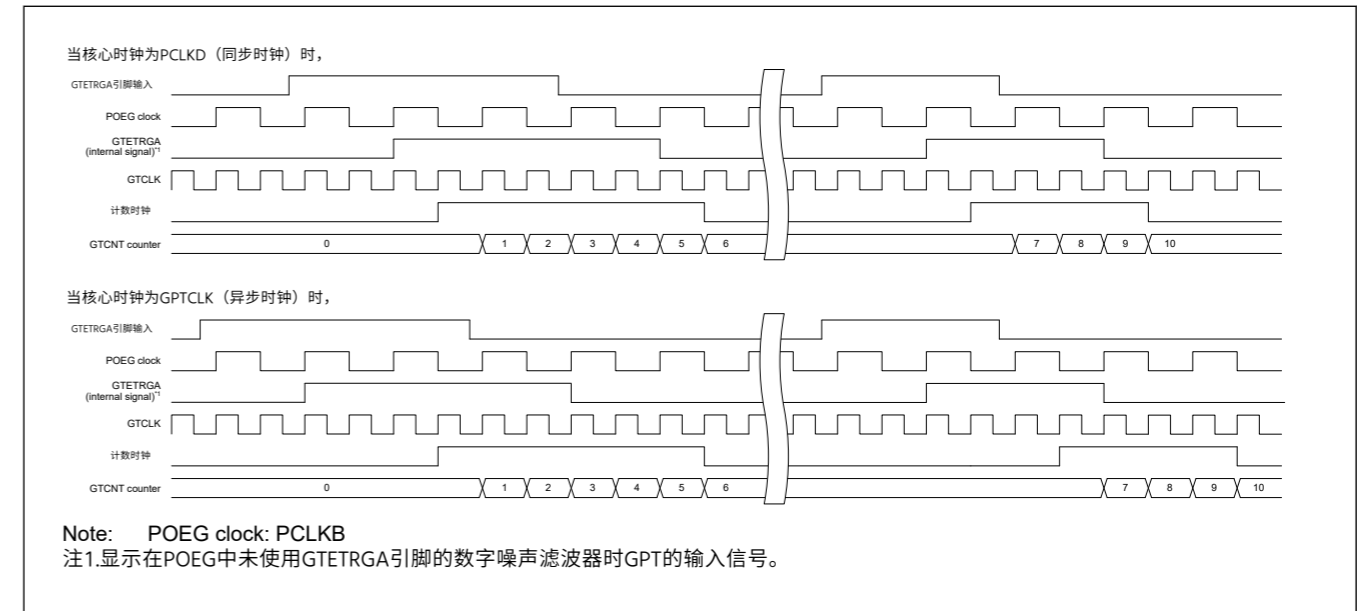 当核心时钟为PCLKD（同步时钟）时，
GTETRGA引脚输入
POEG clock
GTETRGA
(internal signal)*1
GTCLK
计数时钟
GTCNT counter 0 1 2 3 4 5 6 7 8 9 10
当核心时钟为GPTCLK（异步时钟）时，
GTETRGA引脚输入
POEG clock
GTETRGA
(internal signal)*1
GTCLK
计数时钟
GTCNT counter 0 1 2 3 4 5 6 7 8 9 10
Note: POEG clock: PCLKB
注1.显示在POEG中未使用GTETRGA引脚的数字噪声滤波器时GPT的输入信号。